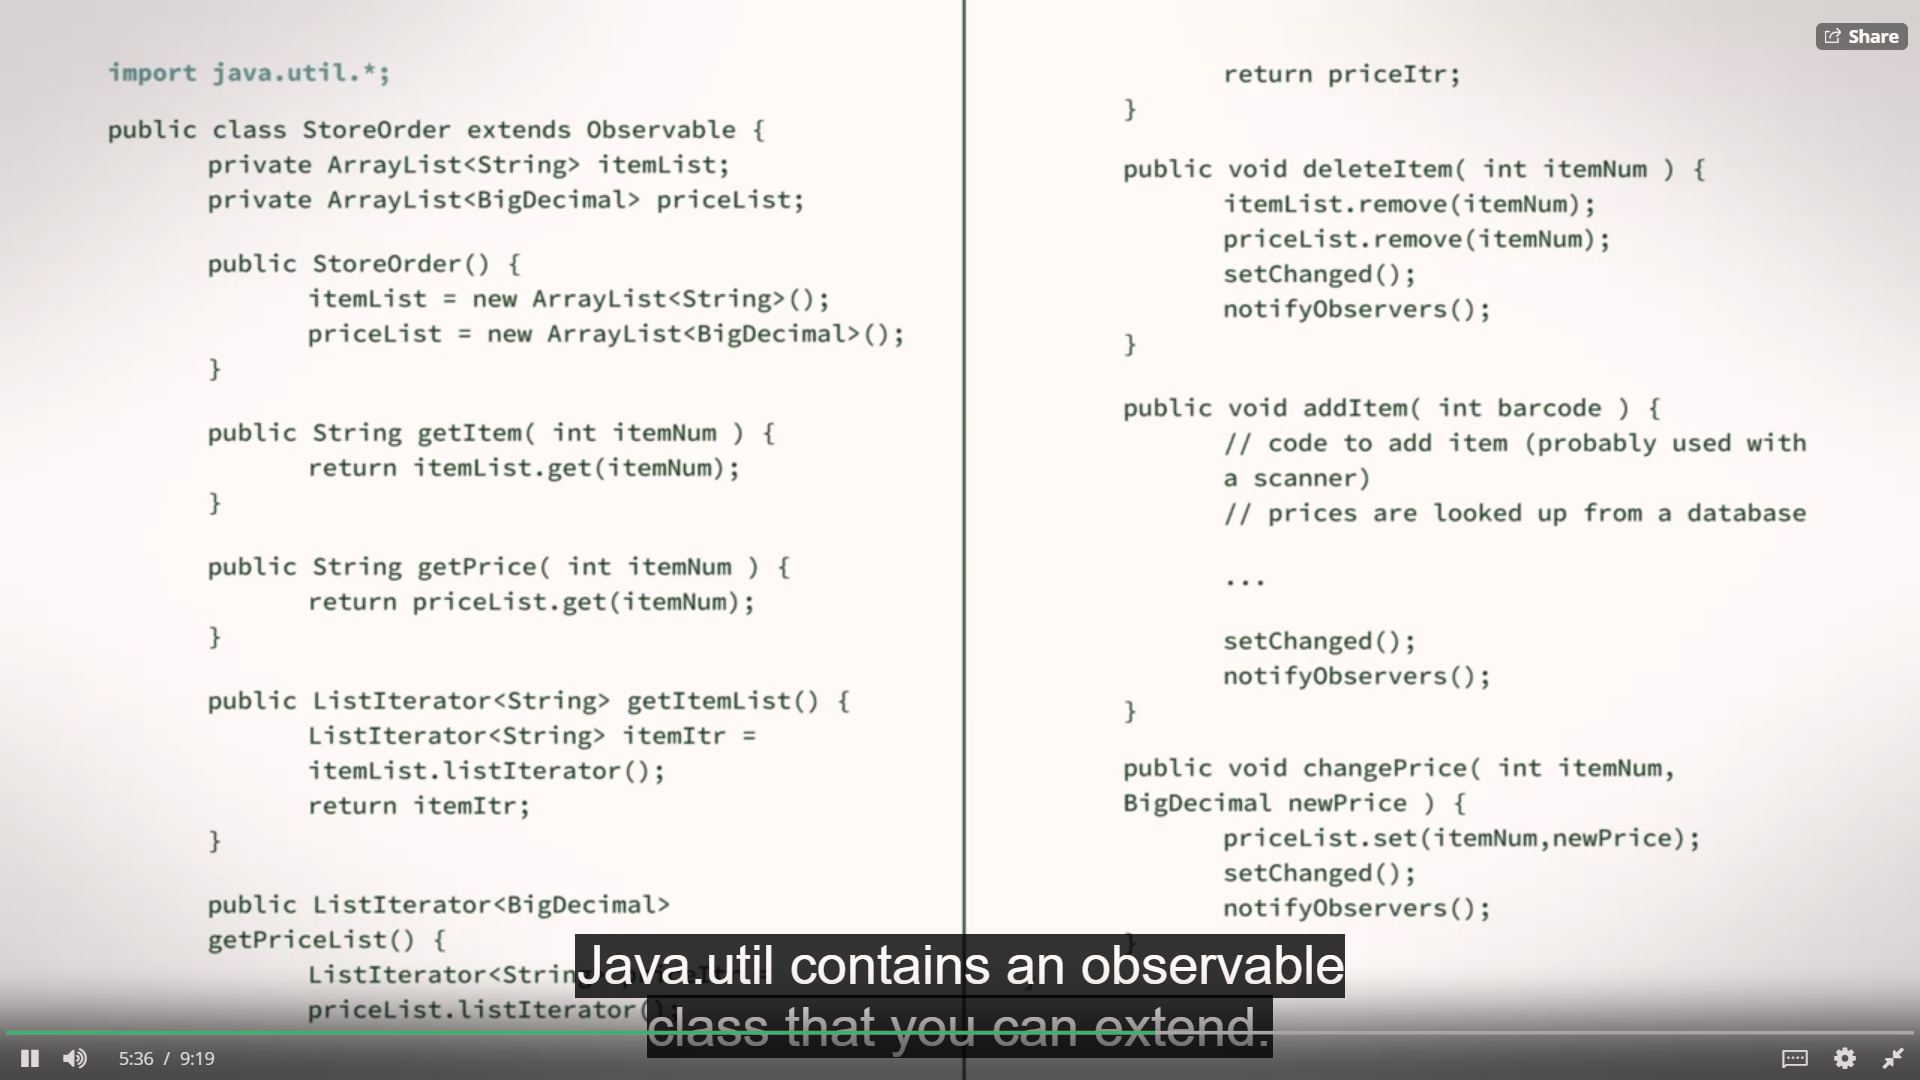 import java.util.*;
public class StoreOrder extends Observable {
private ArrayList<String> itemList;
private ArrayList<BigDecimal> priceList;
public StoreOrder() {
itemList = new ArrayList<String>();
priceList = new ArrayList<BigDecimal>();
}
public String getItem( int itemNum ) {
return itemList.get(itemNum);
}
public String getPrice( int itemNum ) {
return priceList.get(itemNum);
}
public ListIterator<String> getItemList() {
ListIterator<String> itemItr =
itemList.listIterator();
return itemItr;
}
public ListIterator<BigDecimal>
getPriceList() {
ListIterator<String> priceItr =
priceList.listIterator();
return priceItr;
}
public void deleteItem( int itemNum ) {
itemList.remove(itemNum);
priceList.remove(itemNum);
setChanged();
notifyObservers();
}
public void addItem( int barcode ) {
// code to add item (probably used with
a scanner)
// prices are looked up from a database
...
setChanged();
notifyObservers();
}
public void changePrice( int itemNum,
BigDecimal newPrice ) {
priceList.set(itemNum,newPrice);
setChanged();
notifyObservers();
}
Share
Java.util contains an observable
class that you can extend.
5:36 / 9:19